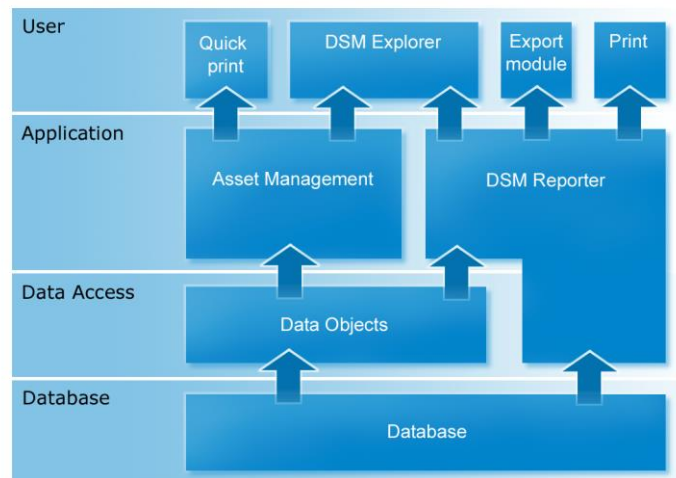 User
Quick
print
DSM Explorer
Export
module
Print
Application
Asset Management
DSM Reporter
Data Access
Data Objects
Database
Database